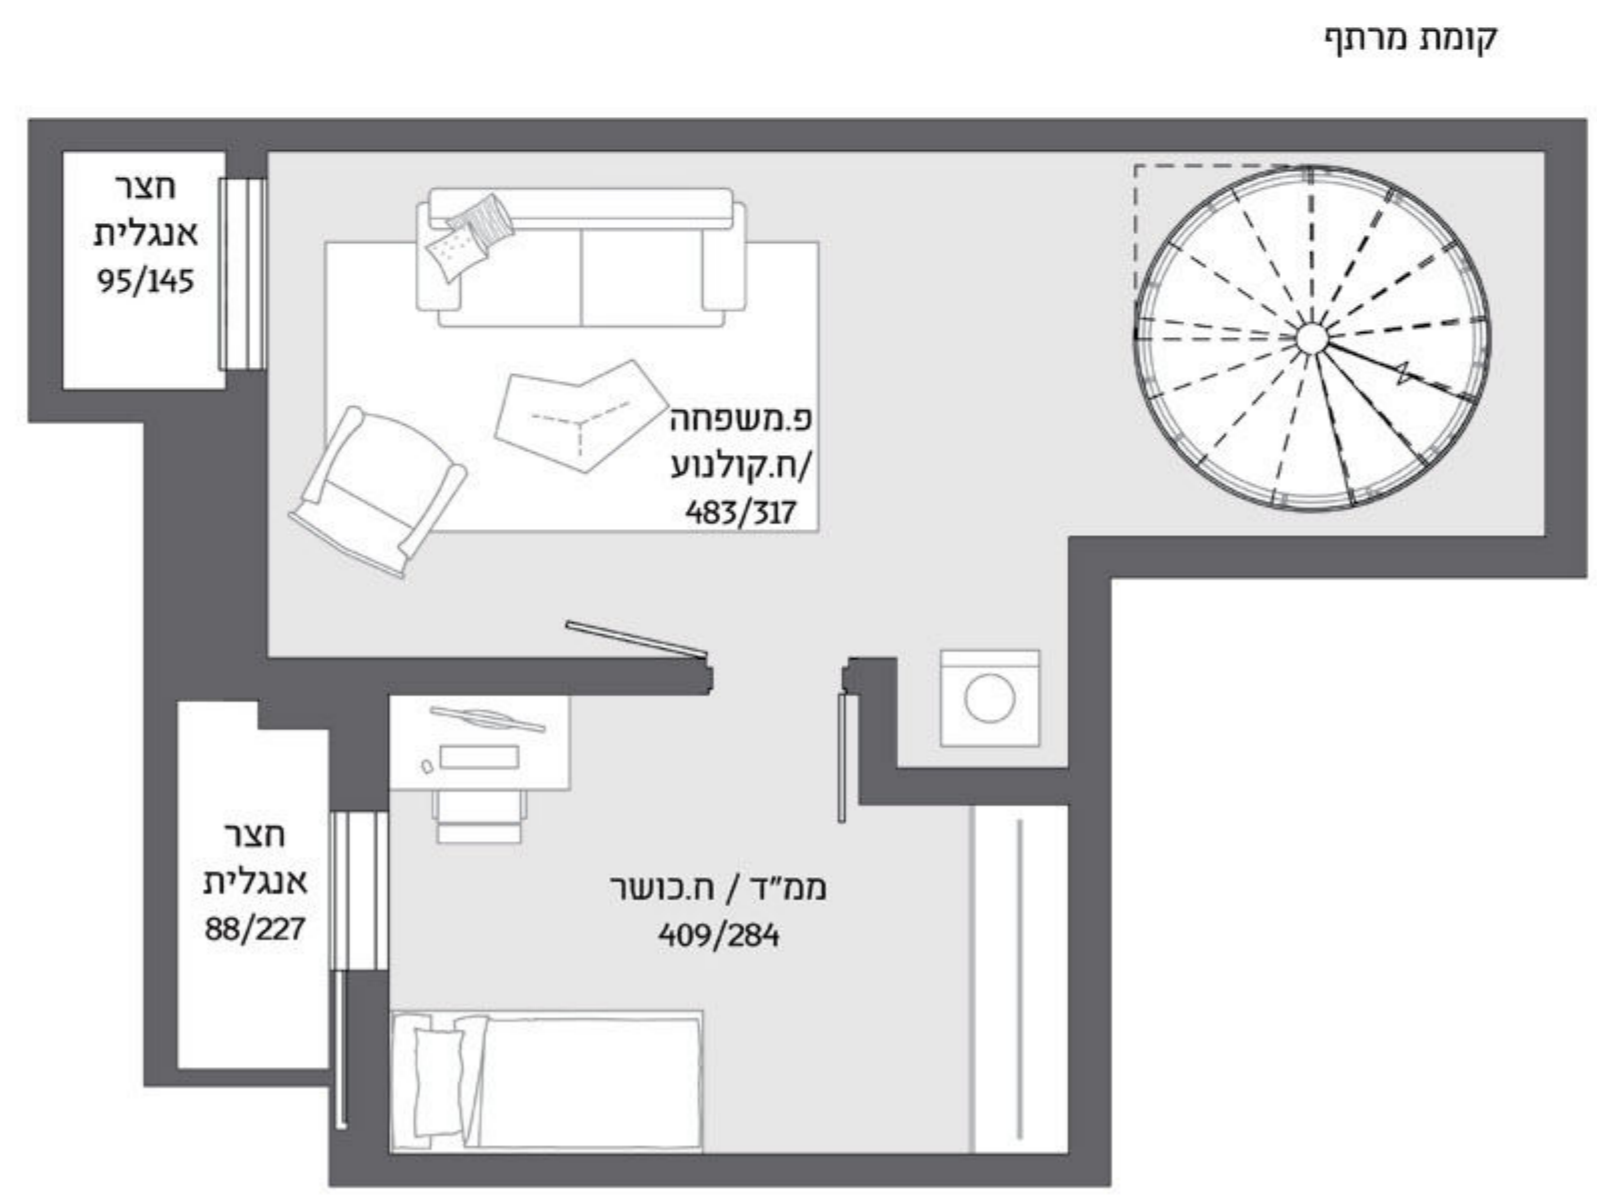 קומת מרתף
חצר
אנגלית
95/145
פ.משפחה
/ח.קולנוע
483/317
חצר
אנגלית
88/227
ממ"ד / ח.כושר
409/284